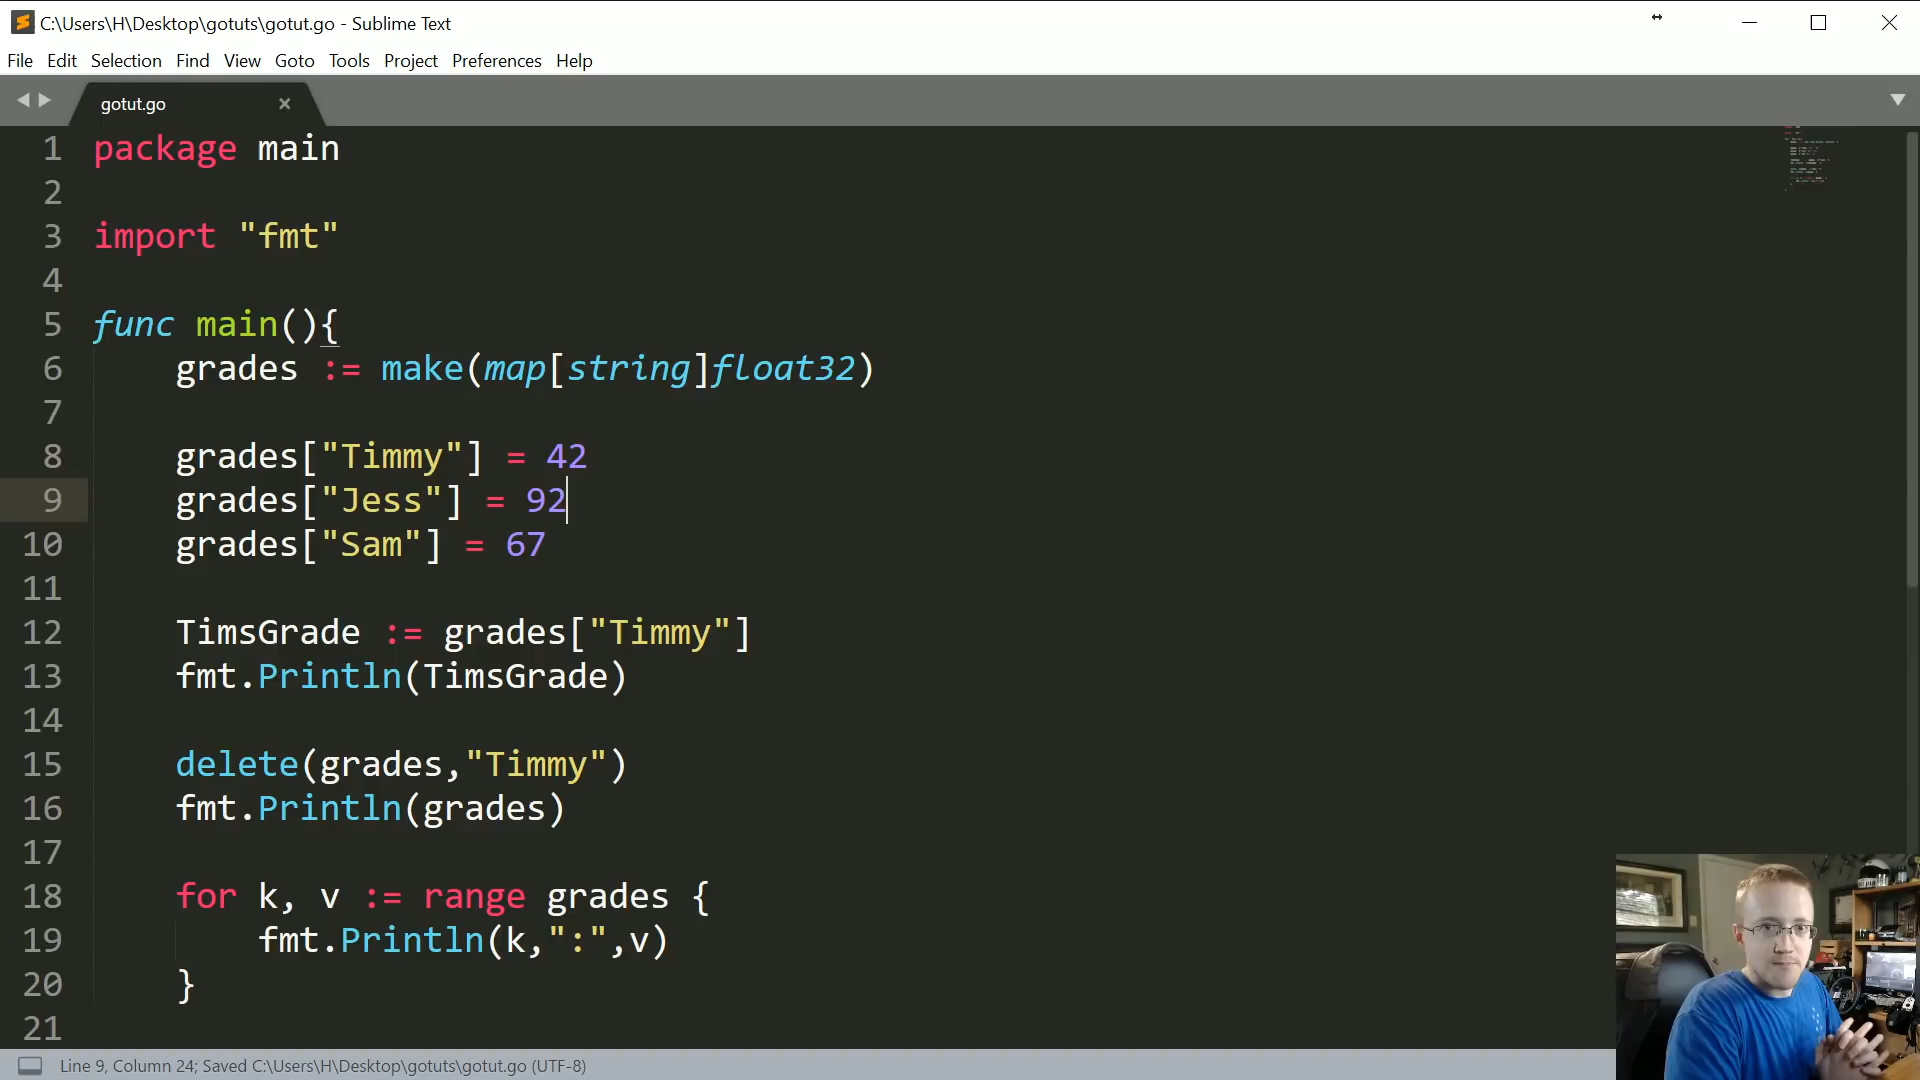 C:\Users\H\Desktop\gotuts\gotut.go - Sublime Text
File Edit Selection Find View Goto Tools Project Preferences Help
gotut.go
1 package main
2
3 import "fmt"
4
5 func main(){
6 grades := make(map[string]float32)
7
8 grades["Timmy"] = 42
9 grades["Jess"] = 92
10 grades["Sam"] = 67
11
12 TimsGrade := grades["Timmy"]
13 fmt.Println(TimsGrade)
14
15 delete(grades,"Timmy")
16 fmt.Println(grades)
17
18 for k, v := range grades {
19 fmt.Println(k,":",v)
20 }
21
Line 9, Column 24; Saved C:\Users\H\Desktop\gotuts\gotut.go (UTF-8)